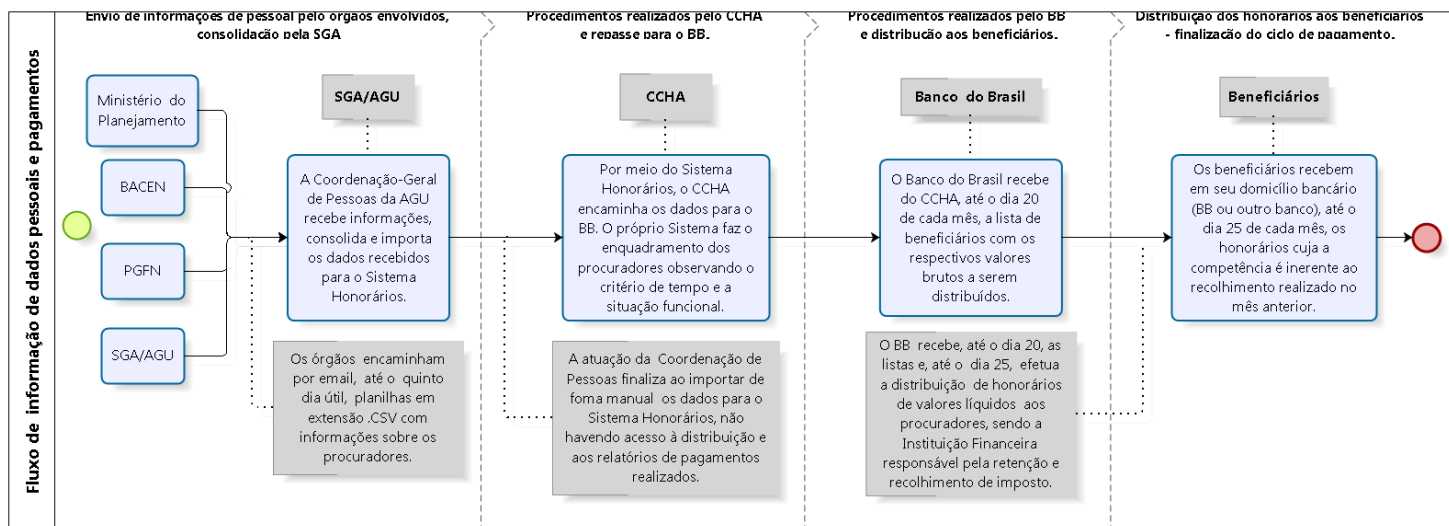 Fluxo de informação de dados pessoais e pagamentos
Envio de informações de pessoal pelo órgãos envolvidos,
consolidação pela SGA
Ministério do
Planejamento
BACEN
PGFN
SGA/AGU
SGA/AGU
A Coordenação-Geral
de Pessoas da AGU
recebe informações,
consolida e importa
os dados recebidos
para o Sistema
Honorários.
Os órgãos encaminham
por email, até o quinto
dia útil, planilhas em
extensão .CSV com
informações sobre os
procuradores.
Procedimentos realizados pelo CCHA
e repasse para o BB.
CCHA
Por meio do Sistema
Honorários, o CCHA
encaminha os dados para o
BB. O próprio Sistema faz o
enquadramento dos
procuradores observando o
critério de tempo e a
situação funcional.
A atuação da Coordenação de
Pessoas finaliza ao importar de
foma manual os dados para o
Sistema Honorários, não
havendo acesso à distribuição e
aos relatórios de pagamentos
realizados.
Procedimentos realizados pelo BB
e distribução aos beneficiários.
Banco do Brasil
O Banco do Brasil recebe
do CCHA, até o dia 20
de cada mês, a lista de
beneficiários com os
respectivos valores
brutos a serem
distribuídos.
O BB recebe, até o dia 20, as
listas e, até o dia 25, efetua
a distribuição de honorários
de valores líquidos aos
procuradores, sendo a
Instituição Financeira
responsável pela retenção e
recolhimento de imposto.
Distribuição dos honorários aos beneficiários
- finalização do ciclo de pagamento.
Beneficiários
Os beneficiários recebem
em seu domicílio bancário
(BB ou outro banco), até o
dia 25 de cada mês, os
honorários cuja a
competência é inerente ao
recolhimento realizado no
mês anterior.